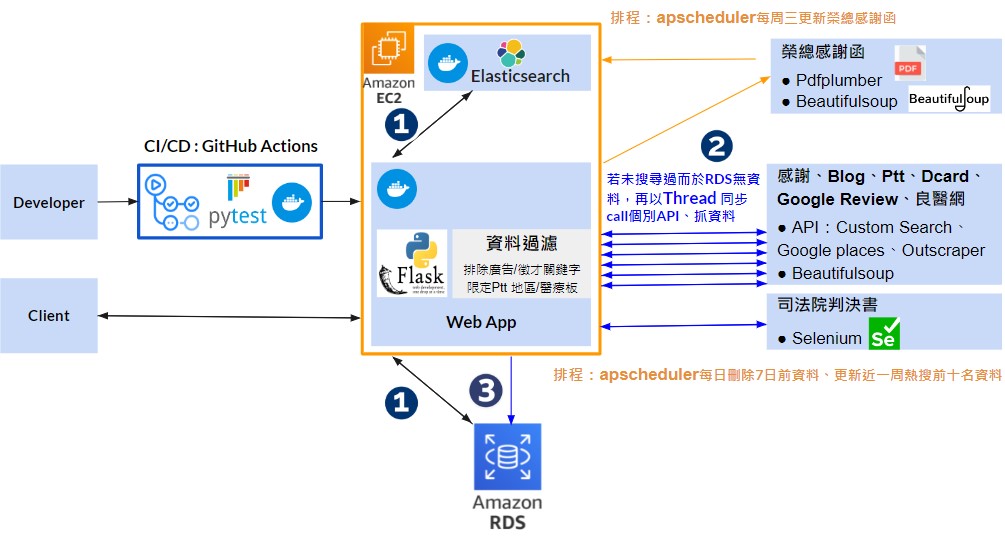 排程：apscheduler每周三更新榮總感謝函
Amazon
EC2
Elasticsearch
1
榮總感謝函
PDF
● Pdfplumber
● Beautifulsoup
BeautifulSoup
CI/CD : GitHub Actions
Developer
pytest
2
若未搜尋過而於RDS無資
料，再以Thread 同步
call個別API、抓資料
感謝、Blog、Ptt、Dcard、
Google Review、良醫網
● API：Custom Search、
Google places、Outscraper
● Beautifulsoup
python
Flask
web development,
one drop at a time
資料過濾
排除廣告/徵才關鍵字
限定Ptt 地區/醫療板
Web App
Client
司法院判決書
● Selenium
Se
排程：apscheduler每日刪除7日前資料、更新近一周熱搜前十名資料
1
3
Amazon
RDS